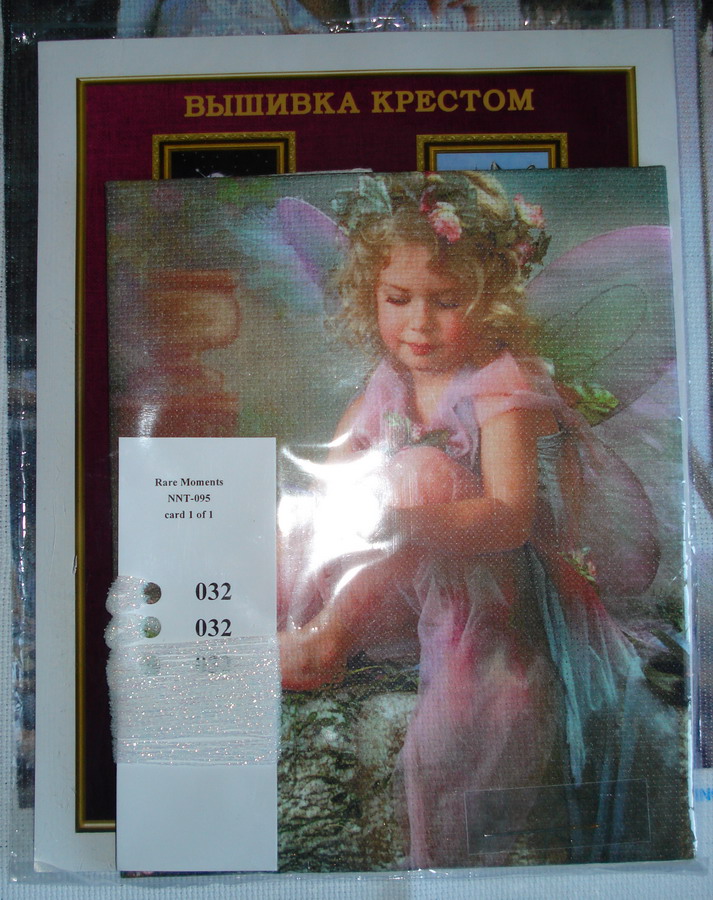 ВЫШИВКА КРЕСТОМ
Rare Moments
NNT-095
card 1 of 1
032
032